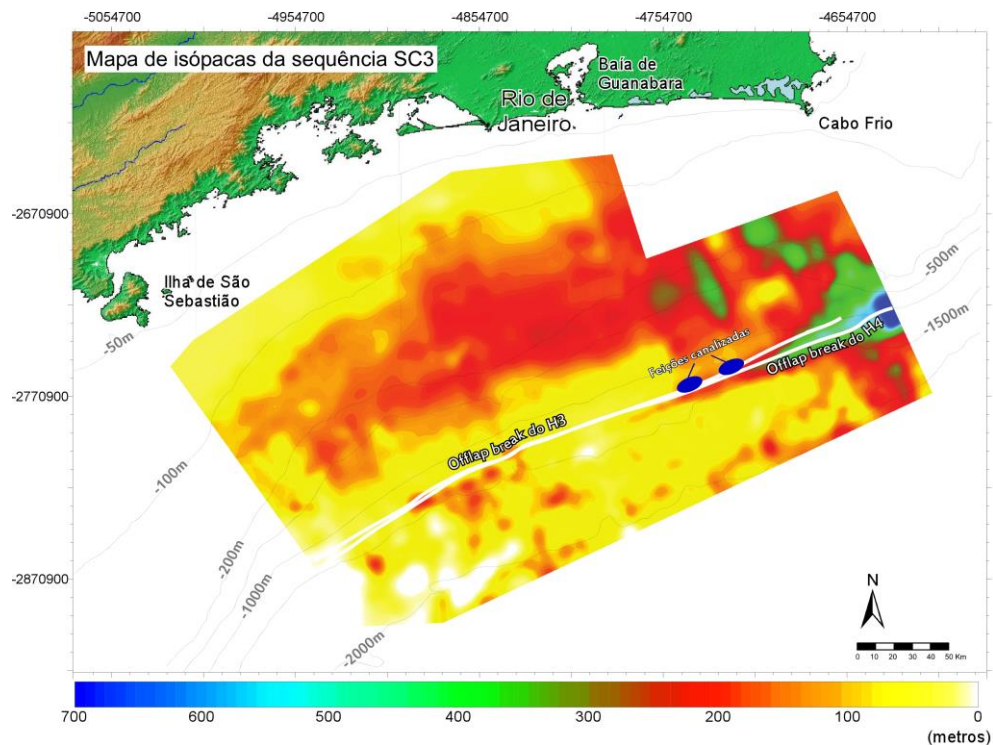 -5054700
-4954700
-4854700
-4754700
-4654700
Mapa de isópacas da sequência SC3
Baia de
Guanabara
Rio de
Janeiro
Cabo Frio
-2670900
Ilha de São
Sebastião
-50m
-500m
-1500m
Feições canalizadas
Offlap break do H4
-2770900
Offlap break do H3
-100m
-200m
-1000m
-2870900
-2000m
N
0 10 20 30 40 50 Km
700
600
500
400
300
200
100
0
(metros)